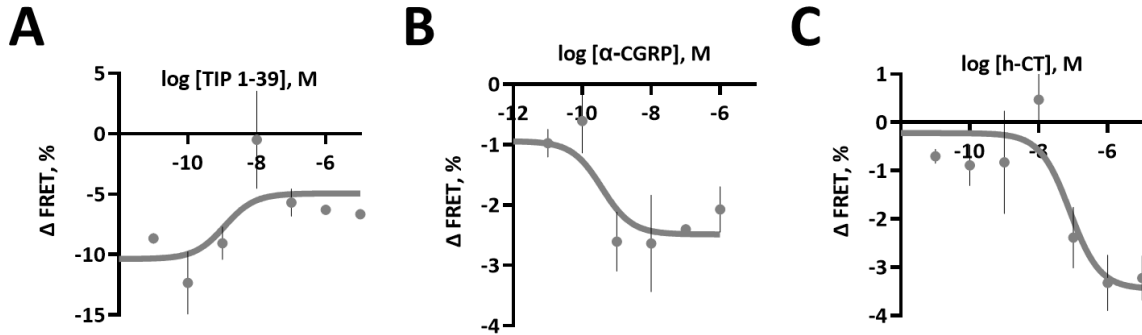 A
B
C
log [TIP 1-39], M
log [α-CGRP], M
log [h-CT], M
Δ FRET, %
5
0
-5
-10
-15
-10
-8
-6
Δ FRET, %
0
-1
-2
-3
-4
-12
-10
-8
-6
Δ FRET, %
1
0
-1
-2
-3
-4
-10
-8
-6